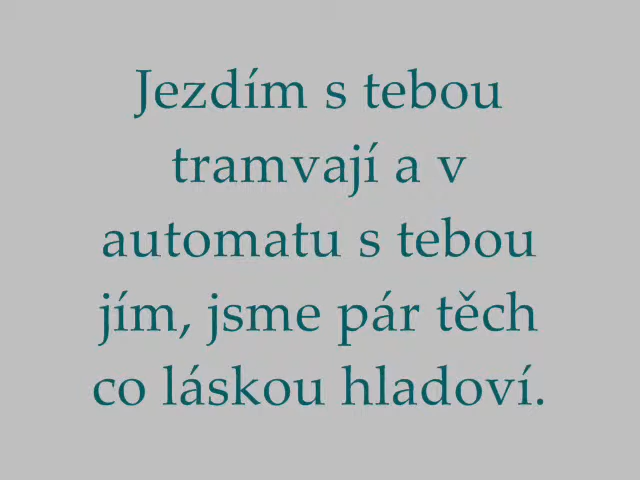 Jezdím s tebou
tramvají a v
automatu s tebou
jím, jsme pár těch
co láskou hladoví.